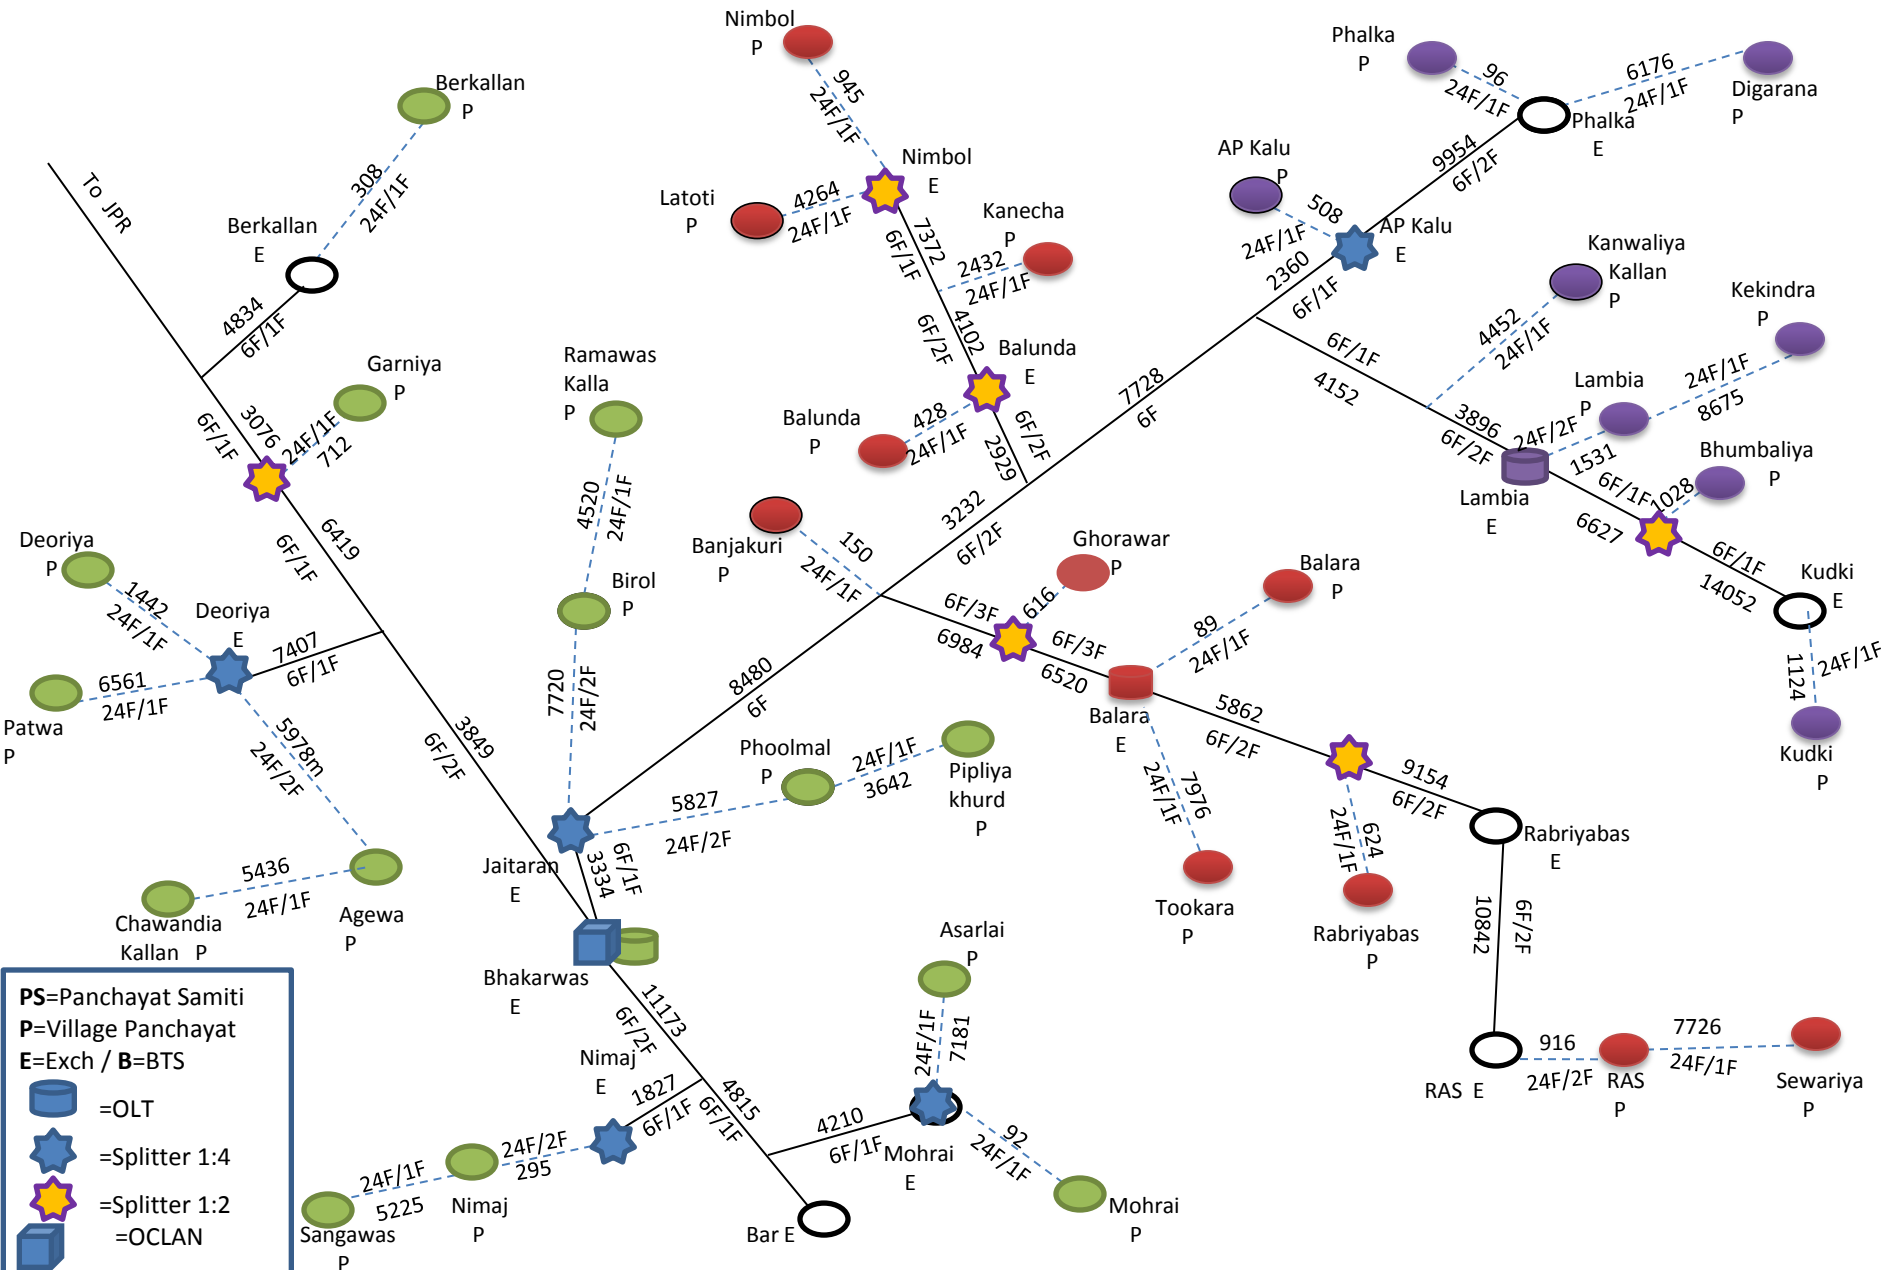 Nimbol
P
945
24F/1F
Nimbol
E
Latoti
P
4264
24F/1F
Kanecha
P
7372
6F/1F
2432
24F/1F
4102
6F/2F
Balunda
E
Balunda
P
428
24F/1F
6F/2F
2929
Phalka
P
96
24F/1F
6176
24F/1F
Digarana
P
Phalka
E
9954
6F/2F
AP Kalu
P
508
24F/1F
AP Kalu
E
2360
6F/1F
Kanwaliya
Kallan
P
4452
24F/1F
6F/1F
4152
Kekindra
P
24F/1F
8675
Lambia
P
24F/2F
1531
3896
6F/2F
Lambia
E
Bhumbaliya
P
1028
6F/1F
6627
6F/1F
14052
Kudki
E
24F/1F
1124
Kudki
P
7728
6F
3232
6F/2F
8480
6F
Berkallan
P
308
24F/1F
Berkallan
E
4834
6F/1F
To JPR
Garniya
P
24F/1F
712
3076
6F/1F
6419
6F/1F
Deoriya
P
1442
24F/1F
Deoriya
E
7407
6F/1F
6561
24F/1F
Patwa
P
5978m
24F/2F
5436
24F/1F
Chawandia
Kallan P
Agewa
P
3849
6F/2F
Ramawas
Kalla
P
4520
24F/1F
Birol
P
7720
24F/2F
Phoolmal
P
5827
24F/2F
24F/1F
3642
Pipliya
khurd
P
Jaitaran
E
3334
6F/1F
Bhakarwas
E
Banjakuri
P
150
24F/1F
Ghorawar
P
616
6F/3F
6984
6F/3F
6520
Balara
P
89
24F/1F
Balara
E
7976
24F/1F
Tookara
P
5862
6F/2F
624
24F/1F
Rabriyabas
P
9154
6F/2F
Rabriyabas
E
10842
6F/2F
RAS E
916
24F/2F
RAS
P
7726
24F/1F
Sewariya
P
11173
6F/2F
Nimaj
E
1827
6F/1F
24F/2F
295
Nimaj
P
24F/1F
5225
Sangawas
P
4815
6F/1F
4210
6F/1F
Mohrai
E
Asarlai
P
24F/1F
7181
92
24F/1F
Mohrai
P
Bar E
PS=Panchayat Samiti
P=Village Panchayat
E=Exch / B=BTS
=OLT
=Splitter 1:4
=Splitter 1:2
=OCLAN